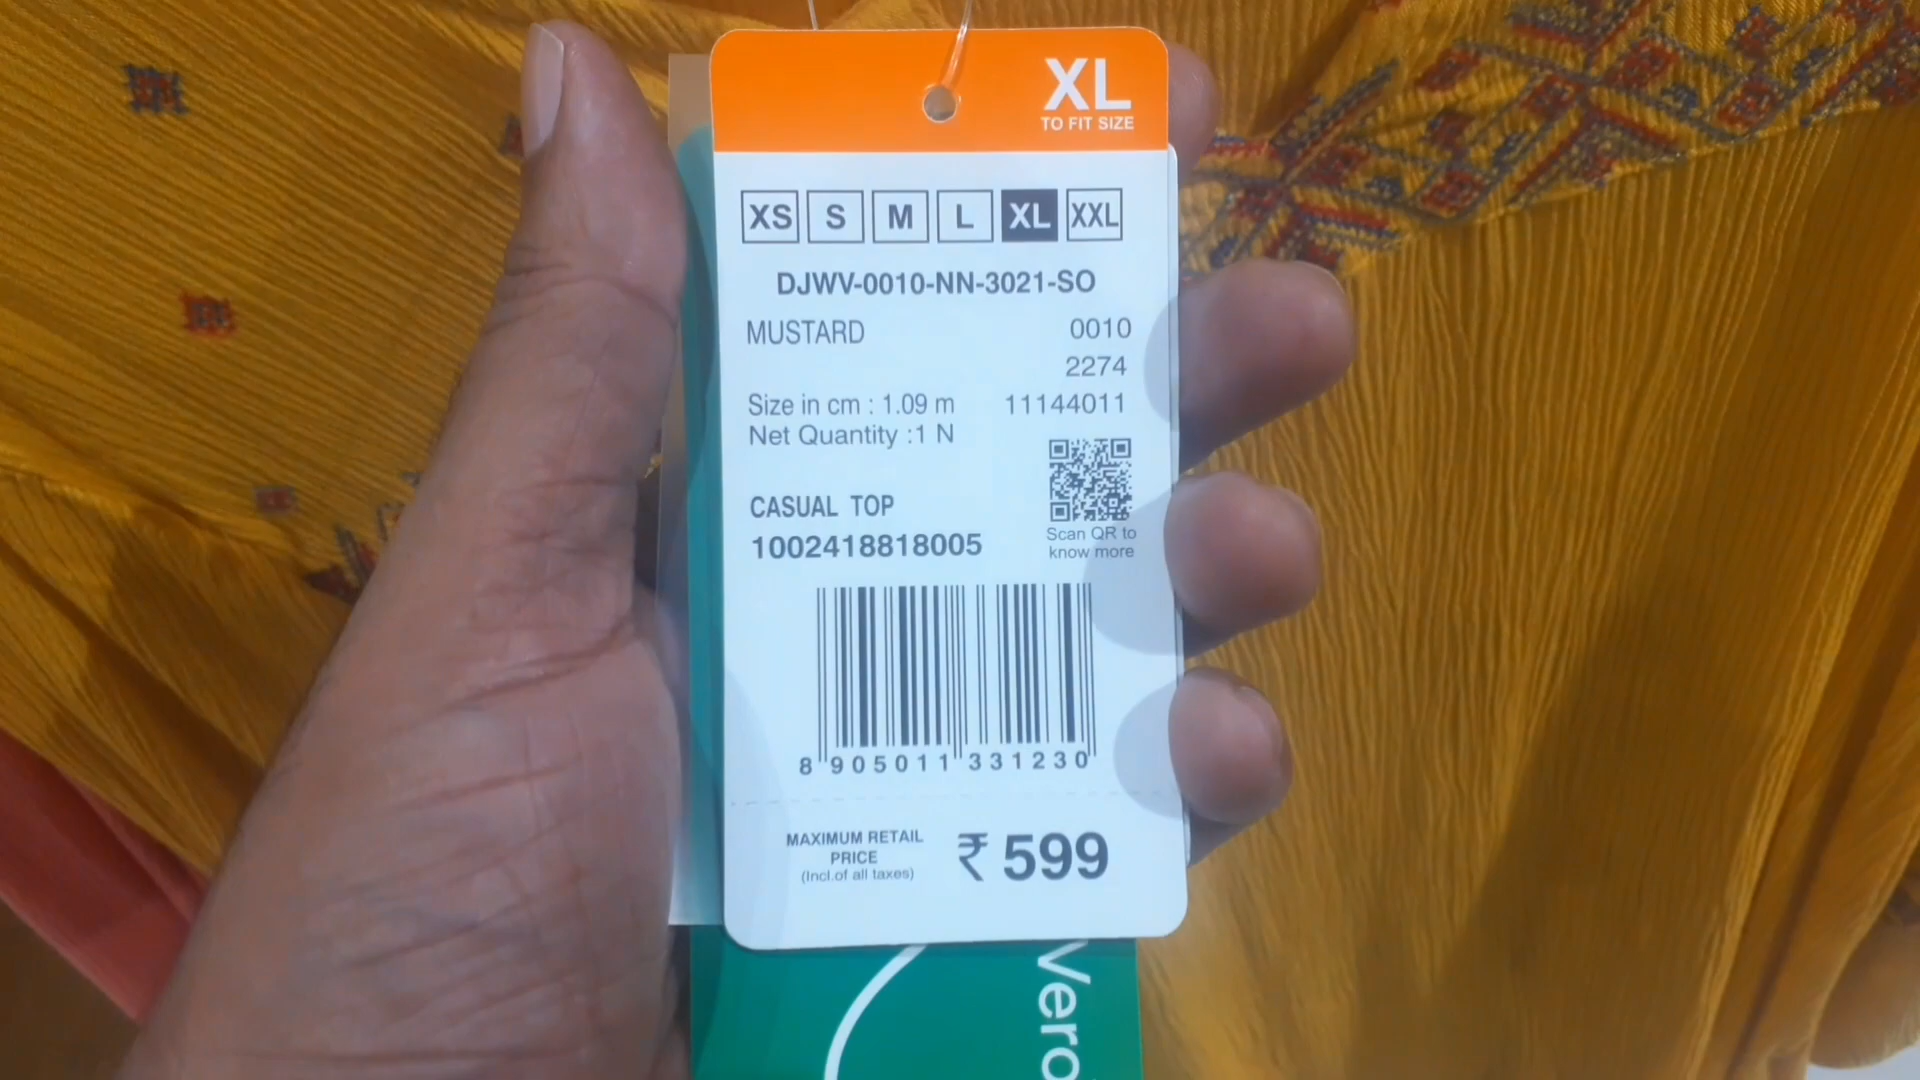 XL
TO FIT SIZE
XS S M L XL XXL
DJWV-0010-NN-3021-SO
MUSTARD 0010
2274
Size in cm : 1.09 m 11144011
Net Quantity :1 N
CASUAL TOP
1002418818005
Scan QR to
know more
8 905011 331230
MAXIMUM RETAIL
PRICE
(Incl.of all taxes)
₹ 599
Vero